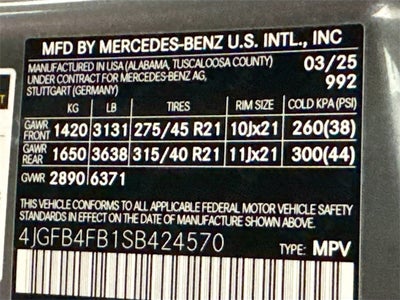 MFD BY MERCEDES-BENZ U.S. INTL., INC
MANUFACTURED IN USA (ALABAMA, TUSCALOOSA COUNTY) 03/25
UNDER CONTRACT FOR MERCEDES-BENZ AG, 992
STUTTGART (GERMANY)
KG LB TIRES RIM SIZE COLD KPA (PSI)
GAWR FRONT 1420 3131 275/45 R21 10Jx21 260(38)
GAWR REAR 1650 3638 315/40 R21 11Jx21 300(44)
GVWR 2890 6371
THIS VEHICLE CONFORMS TO ALL APPLICABLE FEDERAL MOTOR VEHICLE SAFETY
STANDARDS IN EFFECT ON THE DATE OF MANUFACTURE SHOWN ABOVE.
4JGFB4FB1SB424570 TYPE: MPV